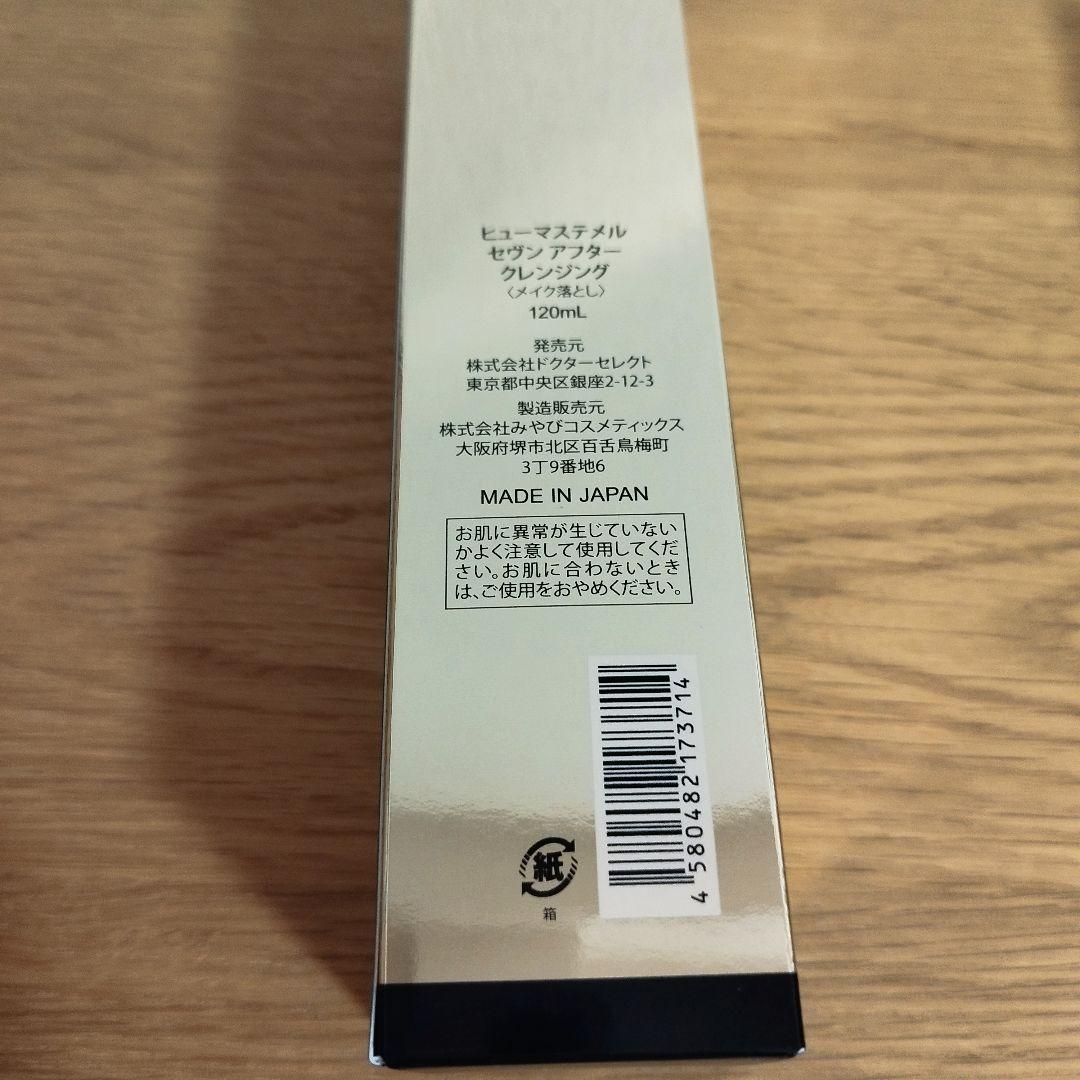 ヒューマステメル
セヴン アフター
クレンジング
〈メイク落とし〉
120mL
発売元
株式会社ドクターセレクト
東京都中央区銀座2-12-3
製造販売元
株式会社みやびコスメティックス
大阪府堺市北区百舌鳥梅町
3丁9番地6
MADE IN JAPAN
お肌に異常が生じていない
かよく注意して使用してくだ
さい。お肌に合わないとき
は、ご使用をおやめください。
4 580482 173714
紙
箱